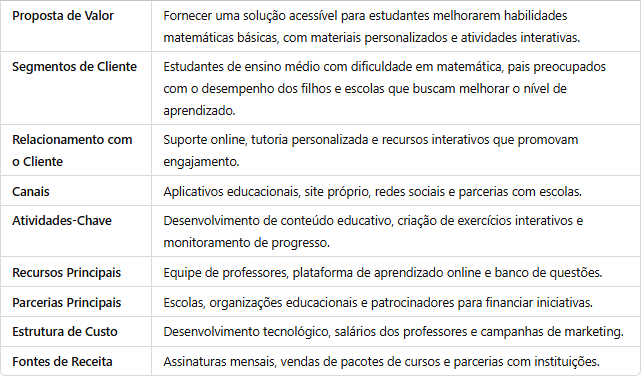 Proposta de Valor
Fornecer uma solução acessível para estudantes melhorarem habilidades
matemáticas básicas, com materiais personalizados e atividades interativas.
Segmentos de Cliente
Estudantes de ensino médio com dificuldade em matemática, pais preocupados
com o desempenho dos filhos e escolas que buscam melhorar o nível de
aprendizado.
Relacionamento com
o Cliente
Suporte online, tutoria personalizada e recursos interativos que promovam
engajamento.
Canais
Aplicativos educacionais, site próprio, redes sociais e parcerias com escolas.
Atividades-Chave
Desenvolvimento de conteúdo educativo, criação de exercícios interativos e
monitoramento de progresso.
Recursos Principais
Equipe de professores, plataforma de aprendizado online e banco de questões.
Parcerias Principais
Escolas, organizações educacionais e patrocinadores para financiar iniciativas.
Estrutura de Custo
Desenvolvimento tecnológico, salários dos professores e campanhas de marketing.
Fontes de Receita
Assinaturas mensais, vendas de pacotes de cursos e parcerias com instituições.